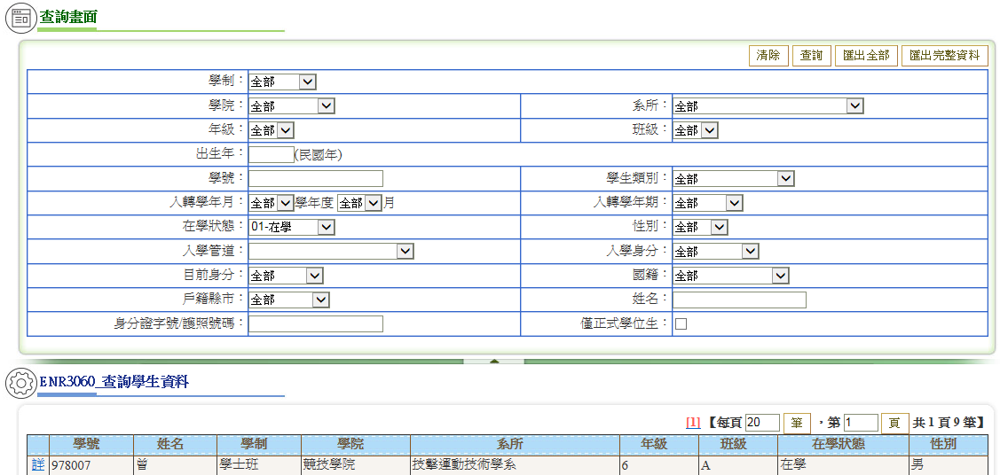 查詢畫面
清除 查詢 匯出全部 匯出完整資料
學制： 全部
學院： 全部 系所： 全部
年級： 全部 班級： 全部
出生年： (民國年)
學號： 學生類別： 全部
入轉學年月： 全部 學年度 全部 月 入轉學年期： 全部
在學狀態： 01-在學 性別： 全部
入學管道： 入學身分： 全部
目前身分： 全部 國籍： 全部
戶籍縣市： 全部 姓名：
身分證字號/護照號碼： 僅正式學位生：
ENR3060_查詢學生資料
[1] 【每頁 20 筆 ，第 1 頁 共 1 頁 9 筆】
學號 姓名 學制 學院 系所 年級 班級 在學狀態 性別
詳 978007 曾 學士班 競技學院 技擊運動技術學系 6 A 在學 男